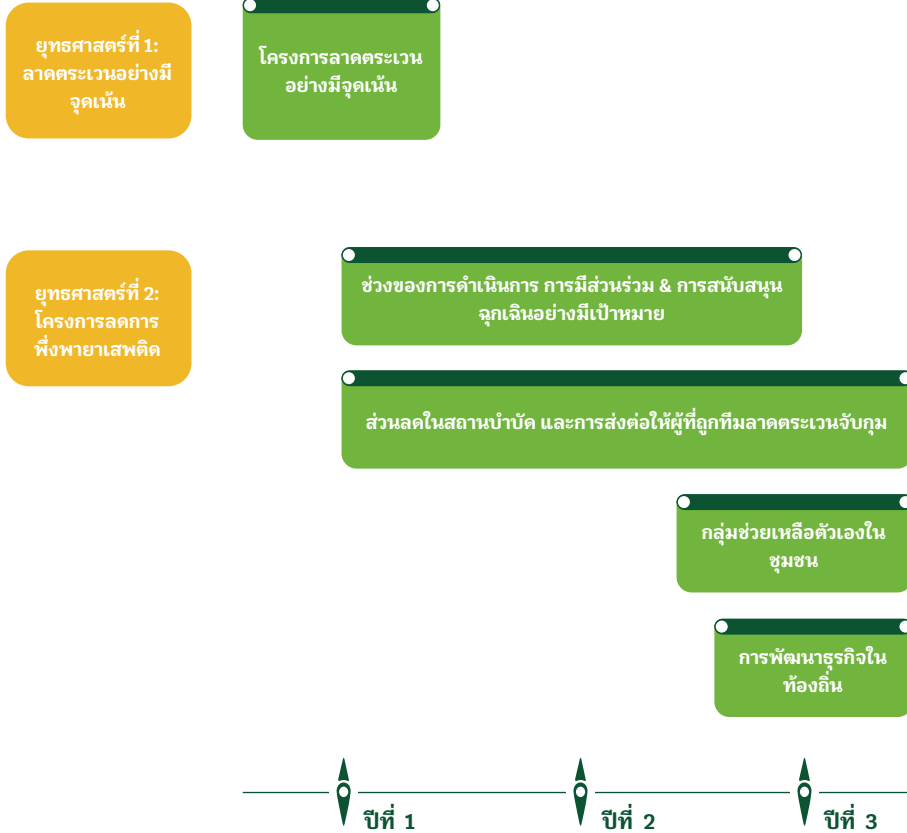 ยุทธศาสตร์ที่ 1:
ลาดตระเวนอย่างมี
จุดเน้น
โครงการลาดตระเวน
อย่างมีจุดเน้น
ยุทธศาสตร์ที่ 2:
โครงการลดการ
พึ่งพายาเสพติด
ช่วงของการดำเนินการ การมีส่วนร่วม & การสนับสนุน
ฉุกเฉินอย่างมีเป้าหมาย
ส่วนลดในสถานบำบัด และการส่งต่อให้ผู้ที่ถูกทีมลาดตระเวนจับกุม
กลุ่มช่วยเหลือตัวเองใน
ชุมชน
การพัฒนาธุรกิจใน
ท้องถิ่น
ปีที่ 1
ปีที่ 2
ปีที่ 3